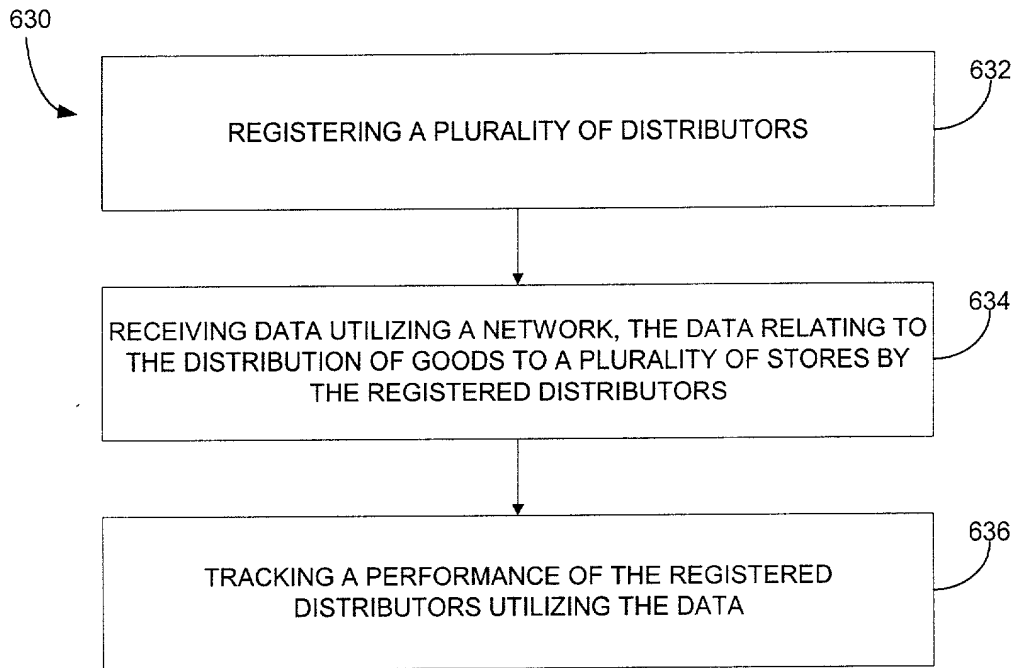 630
632
REGISTERING A PLURALITY OF DISTRIBUTORS
634
RECEIVING DATA UTILIZING A NETWORK, THE DATA RELATING TO
THE DISTRIBUTION OF GOODS TO A PLURALITY OF STORES BY
THE REGISTERED DISTRIBUTORS
636
TRACKING A PERFORMANCE OF THE REGISTERED
DISTRIBUTORS UTILIZING THE DATA